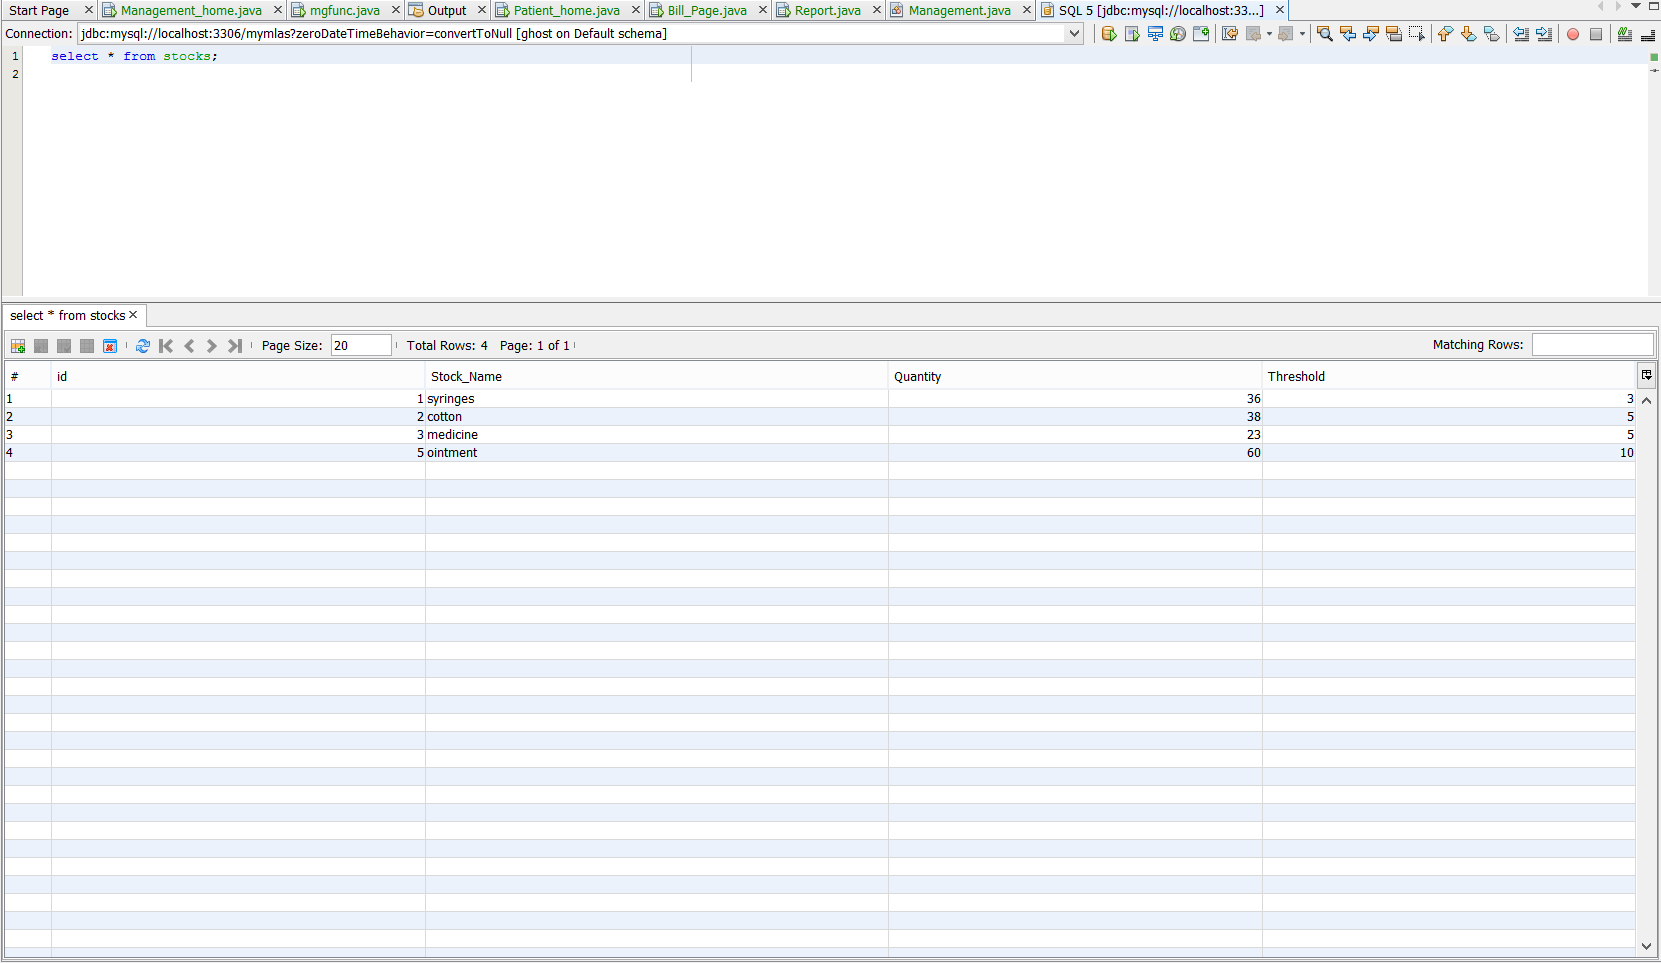 Start Page Management_home.java mgfunc.java Output Patient_home.java Bill_Page.java Report.java Management.java SQL 5 [jdbc:mysql://localhost:33...]
Connection: jdbc:mysql://localhost:3306/mymlas?zeroDateTimeBehavior=convertToNull [ghost on Default schema]
1 select * from stocks;
2
select * from stocks
Page Size: 20 Total Rows: 4 Page: 1 of 1 Matching Rows:
# id Stock_Name Quantity Threshold
1 1 syringes 36 3
2 2 cotton 38 5
3 3 medicine 23 5
4 5 ointment 60 10